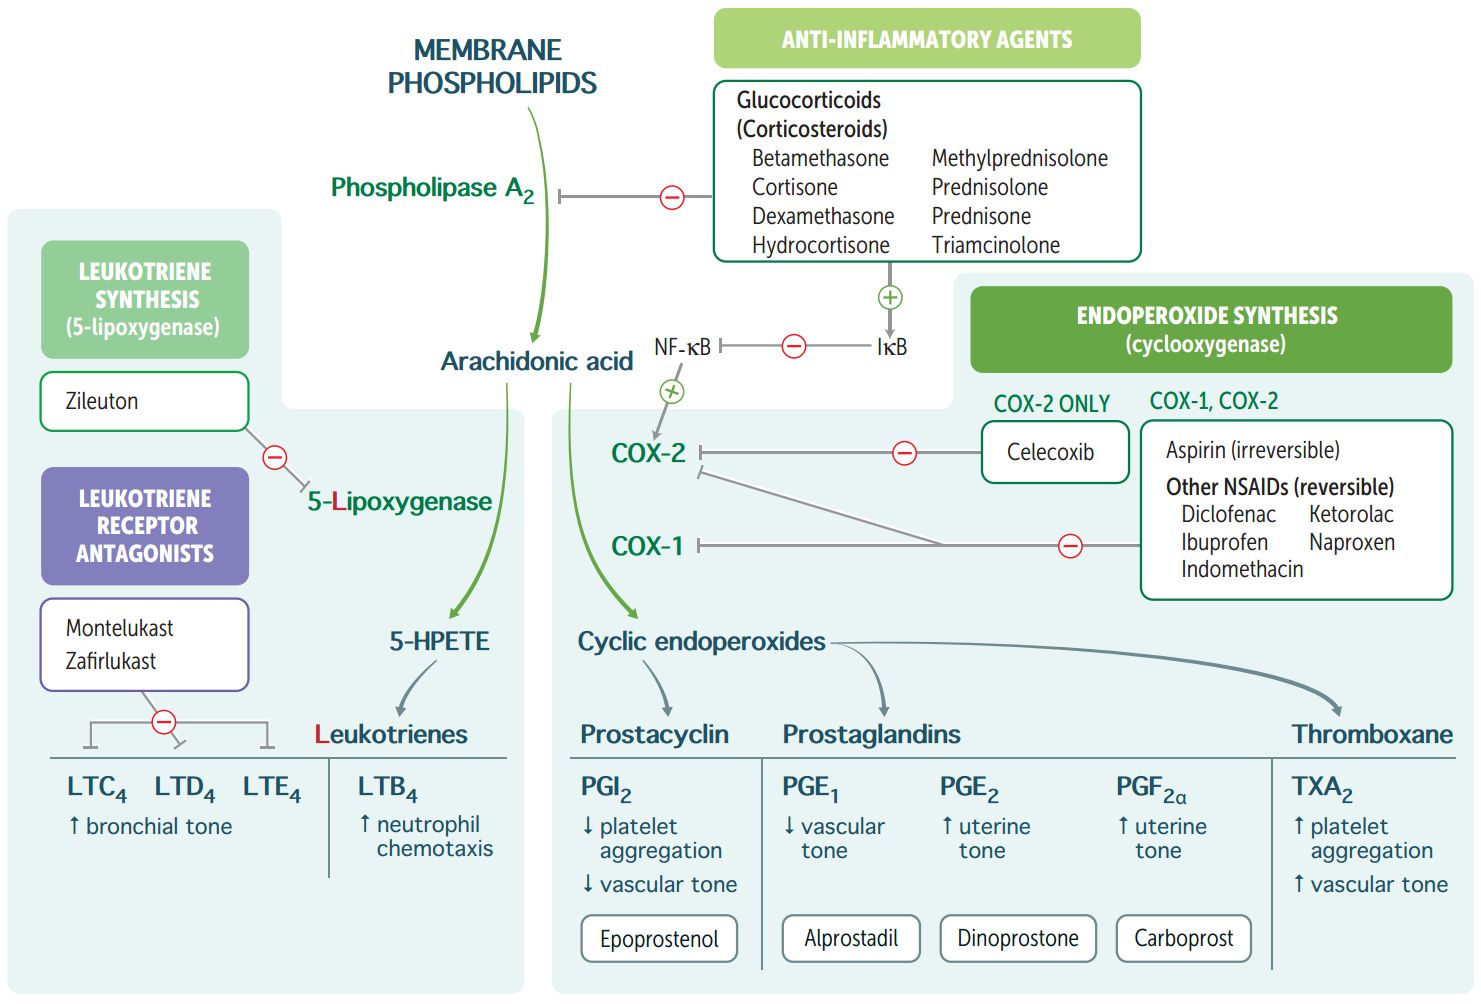 MEMBRANE
PHOSPHOLIPIDS
ANTI-INFLAMMATORY AGENTS
Glucocorticoids
(Corticosteroids)
Betamethasone Methylprednisolone
Cortisone Prednisolone
Dexamethasone Prednisone
Hydrocortisone Triamcinolone
Phospholipase A2
−
+
LEUKOTRIENE
SYNTHESIS
(5-lipoxygenase)
Zileuton
−
5-Lipoxygenase
LEUKOTRIENE
RECEPTOR
ANTAGONISTS
Montelukast
Zafirlukast
−
Arachidonic acid
NF-κB − IκB
+
ENDOPEROXIDE SYNTHESIS
(cyclooxygenase)
COX-2 ONLY
Celecoxib
COX-1, COX-2
Aspirin (irreversible)
Other NSAIDs (reversible)
Diclofenac Ketorolac
Ibuprofen Naproxen
Indomethacin
COX-2 −
COX-1 −
5-HPETE
Cyclic endoperoxides
Leukotrienes
LTC4 LTD4 LTE4
↑ bronchial tone
LTB4
↑ neutrophil
chemotaxis
Prostacyclin
PGI2
↓ platelet
aggregation
↓ vascular tone
Epoprostenol
Prostaglandins
PGE1
↓ vascular
tone
Alprostadil
PGE2
↑ uterine
tone
Dinoprostone
PGF2α
↑ uterine
tone
Carboprost
Thromboxane
TXA2
↑ platelet
aggregation
↑ vascular tone